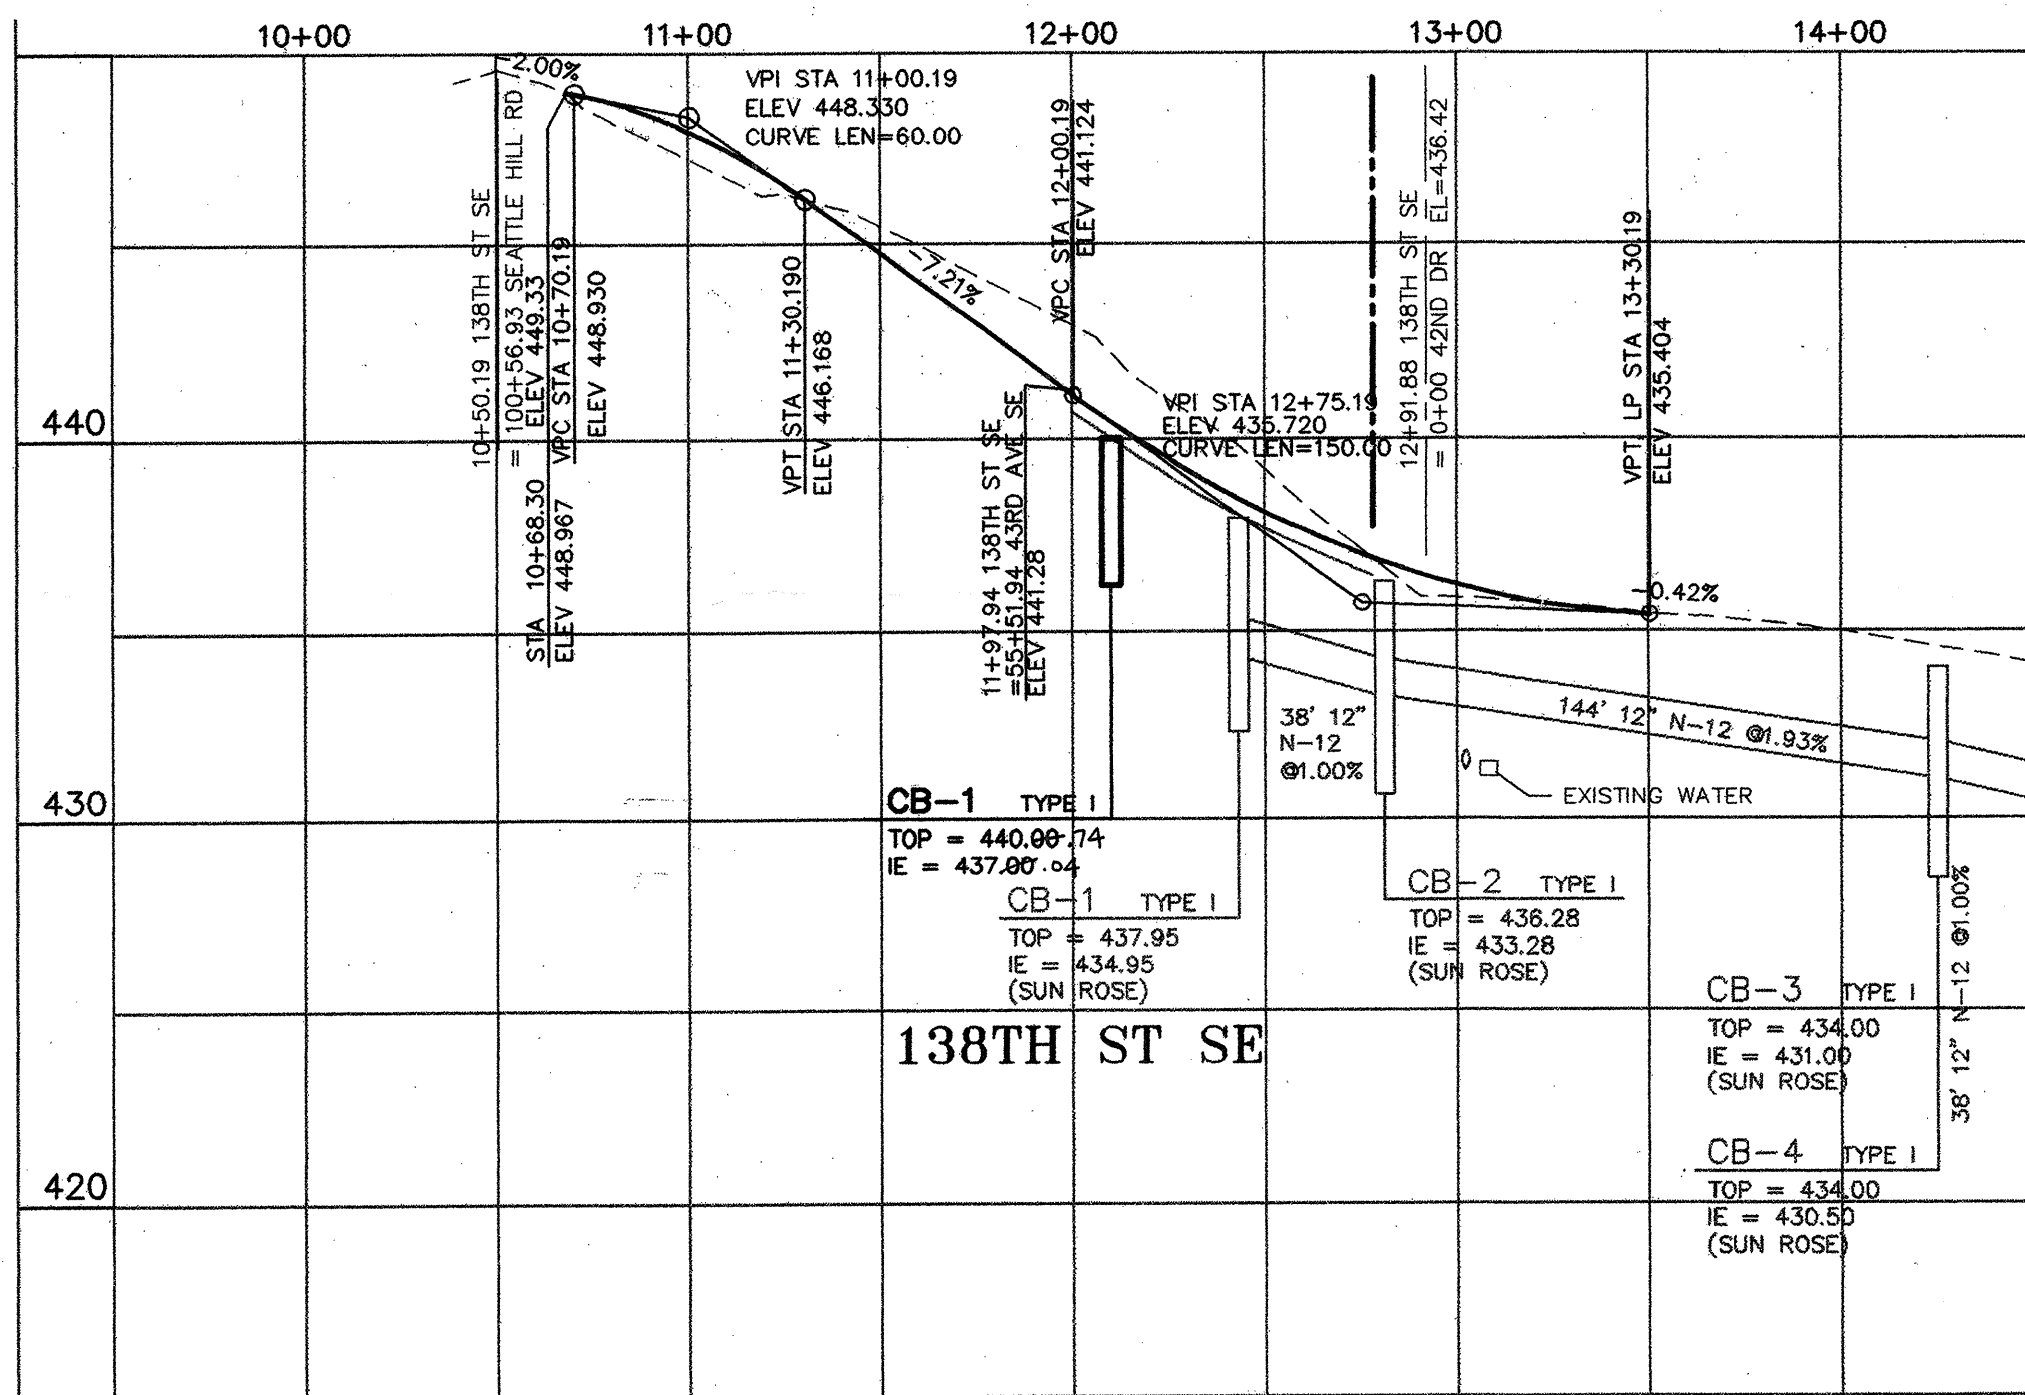 10+00
11+00
12+00
13+00
14+00
-2.00%
VPI STA 11+00.19
ELEV 448.330
CURVE LEN=60.00
10+50.19 138TH ST SE
= 100+56.93 SEATTLE HILL RD
ELEV 449.33
STA 10+68.30
ELEV 448.967
VPC STA 10+70.19
ELEV 448.930
VPT STA 11+30.190
ELEV 446.168
-7.21%
VPC STA 12+00.19
ELEV 441.124
11+97.94 138TH ST SE
=55+51.94 43RD AVE SE
ELEV 441.28
VPI STA 12+75.19
ELEV 435.720
CURVE LEN=150.00
12+91.88 138TH ST SE
= 0+00 42ND DR EL=436.42
VPT LP STA 13+30.19
ELEV 435.404
-0.42%
440
430
420
38' 12"
N-12
@1.00%
144' 12" N-12 @1.93%
EXISTING WATER
CB-1 TYPE I
TOP = 440.00 .74
IE = 437.00 .04
CB-1 TYPE I
TOP = 437.95
IE = 434.95
(SUN ROSE)
CB-2 TYPE I
TOP = 436.28
IE = 433.28
(SUN ROSE)
CB-3 TYPE I
TOP = 434.00
IE = 431.00
(SUN ROSE)
38' 12" N-12 @1.00%
CB-4 TYPE I
TOP = 434.00
IE = 430.50
(SUN ROSE)
138TH ST SE